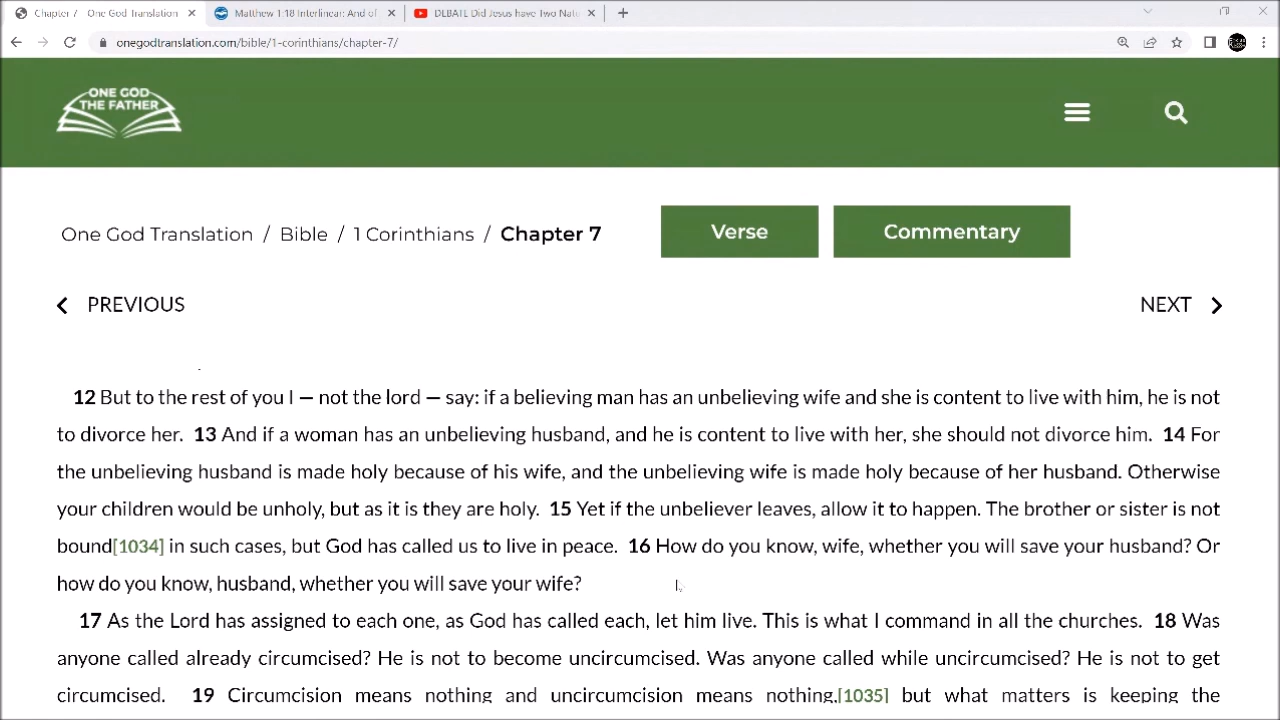 Chapter 7 One God Translation
Matthew 1:18 Interlinear: And of
DEBATE Did Jesus have Two Natu
onegodtranslation.com/bible/1-corinthians/chapter-7/
ONE GOD
THE FATHER
One God Translation / Bible / 1 Corinthians / Chapter 7
Verse
Commentary
PREVIOUS
NEXT
12 But to the rest of you I — not the lord — say: if a believing man has an unbelieving wife and she is content to live with him, he is not
to divorce her. 13 And if a woman has an unbelieving husband, and he is content to live with her, she should not divorce him. 14 For
the unbelieving husband is made holy because of his wife, and the unbelieving wife is made holy because of her husband. Otherwise
your children would be unholy, but as it is they are holy. 15 Yet if the unbeliever leaves, allow it to happen. The brother or sister is not
bound[1034] in such cases, but God has called us to live in peace. 16 How do you know, wife, whether you will save your husband? Or
how do you know, husband, whether you will save your wife?
17 As the Lord has assigned to each one, as God has called each, let him live. This is what I command in all the churches. 18 Was
anyone called already circumcised? He is not to become uncircumcised. Was anyone called while uncircumcised? He is not to get
circumcised. 19 Circumcision means nothing and uncircumcision means nothing,[1035] but what matters is keeping the